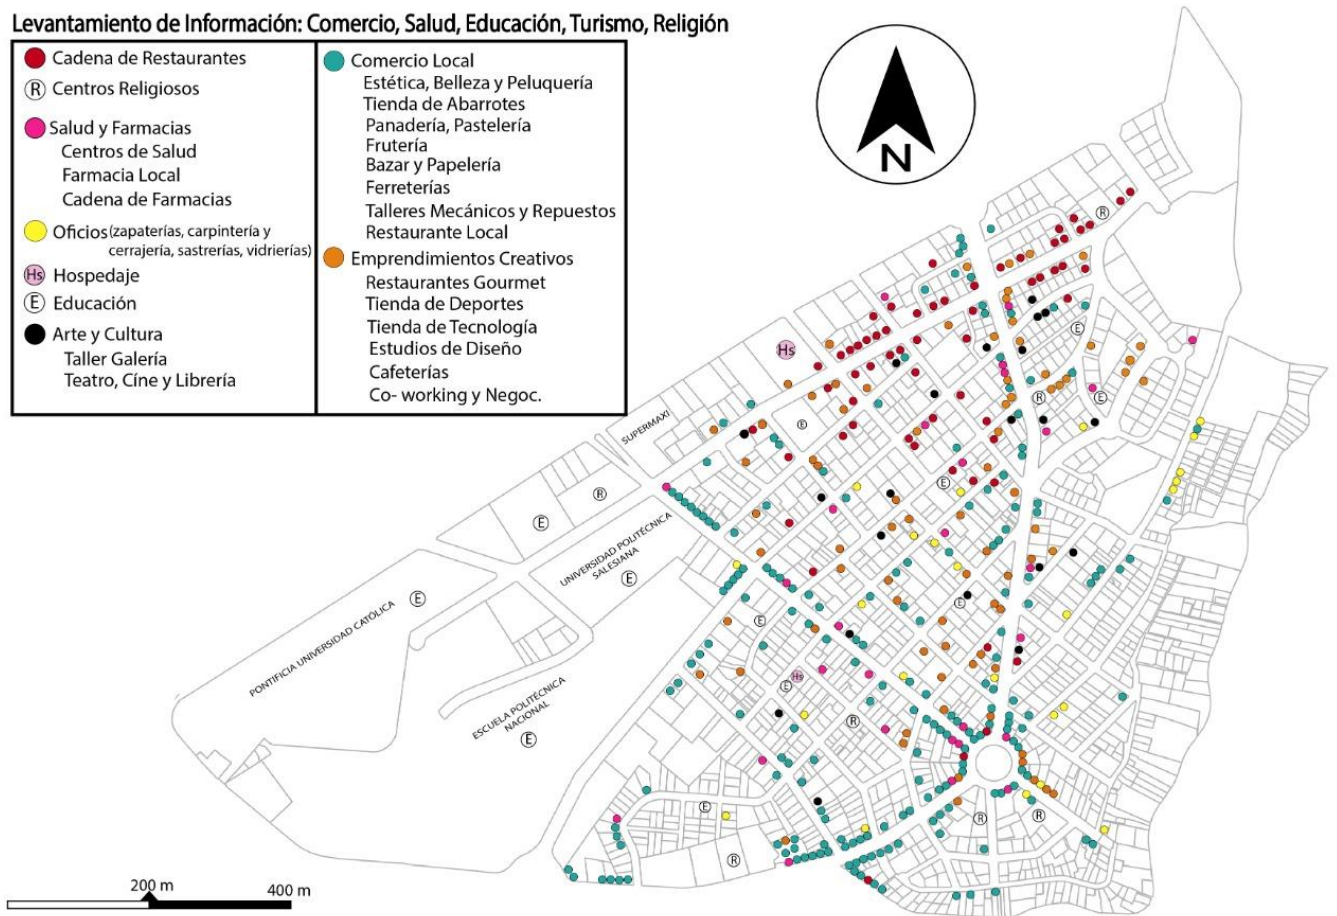 Levantamiento de Información: Comercio, Salud, Educación, Turismo, Religión
Cadena de Restaurantes
R Centros Religiosos
Salud y Farmacias
Centros de Salud
Farmacia Local
Cadena de Farmacias
Oficios (zapaterías, carpintería y
cerrajería, sastrerías, vidrierías)
Hs Hospedaje
E Educación
Arte y Cultura
Taller Galería
Teatro, Cíne y Librería
Comercio Local
Estética, Belleza y Peluquería
Tienda de Abarrotes
Panadería, Pastelería
Frutería
Bazar y Papelería
Ferreterías
Talleres Mecánicos y Repuestos
Restaurante Local
Emprendimientos Creativos
Restaurantes Gourmet
Tienda de Deportes
Tienda de Tecnología
Estudios de Diseño
Cafeterías
Co- working y Negoc.
N
R
E
Hs
R
E
SUPERMAXI
E
E
R
E
UNIVERSIDAD POLITÉCNICA
SALESIANA
E
PONTIFICIA UNIVERSIDAD CATÓLICA
E
E
E
Hs
E
ESCUELA POLITÉCNICA
NACIONAL
E
R
E
R
R
R
200 m
400 m